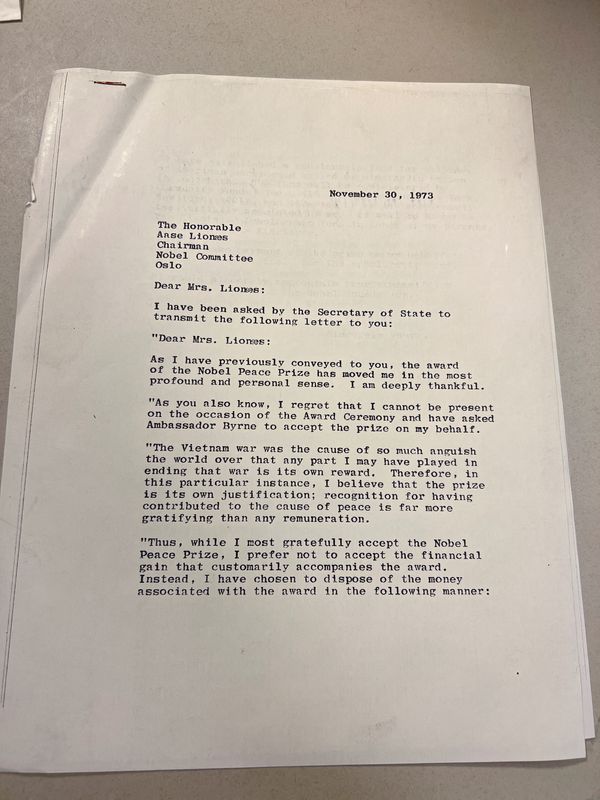 November 30, 1973
The Honorable
Aase Lionæs
Chairman
Nobel Committee
Oslo
Dear Mrs. Lionæs:
I have been asked by the Secretary of State to
transmit the following letter to you:
"Dear Mrs. Lionæs:
As I have previously conveyed to you, the award
of the Nobel Peace Prize has moved me in the most
profound and personal sense. I am deeply thankful.
"As you also know, I regret that I cannot be present
on the occasion of the Award Ceremony and have asked
Ambassador Byrne to accept the prize on my behalf.
"The Vietnam war was the cause of so much anguish
the world over that any part I may have played in
ending that war is its own reward. Therefore, in
this particular instance, I believe that the prize
is its own justification; recognition for having
contributed to the cause of peace is far more
gratifying than any remuneration.
"Thus, while I most gratefully accept the Nobel
Peace Prize, I prefer not to accept the financial
gain that customarily accompanies the award.
Instead, I have chosen to dispose of the money
associated with the award in the following manner: